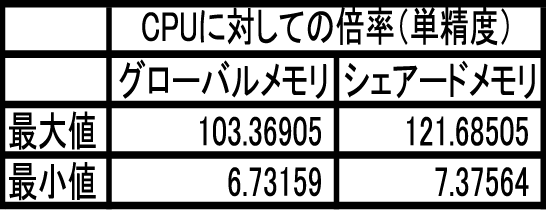 CPUに対しての倍率(単精度)
グローバルメモリ シェアードメモリ
最大値 103.36905 121.68505
最小値 6.73159 7.37564